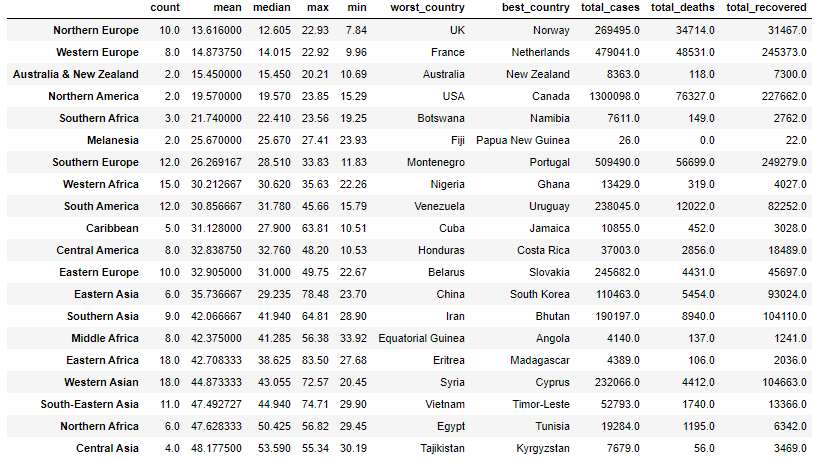 count mean median max min worst_country best_country total_cases total_deaths total_recovered
Northern Europe 10.0 13.616000 12.605 22.93 7.84 UK Norway 269495.0 34714.0 31467.0
Western Europe 8.0 14.873750 14.015 22.92 9.96 France Netherlands 479041.0 48531.0 245373.0
Australia & New Zealand 2.0 15.450000 15.450 20.21 10.69 Australia New Zealand 8363.0 118.0 7300.0
Northern America 2.0 19.570000 19.570 23.85 15.29 USA Canada 1300098.0 76327.0 227662.0
Southern Africa 3.0 21.740000 22.410 23.56 19.25 Botswana Namibia 7611.0 149.0 2762.0
Melanesia 2.0 25.670000 25.670 27.41 23.93 Fiji Papua New Guinea 26.0 0.0 22.0
Southern Europe 12.0 26.269167 28.510 33.83 11.83 Montenegro Portugal 509490.0 56699.0 249279.0
Western Africa 15.0 30.212667 30.620 35.63 22.26 Nigeria Ghana 13429.0 319.0 4027.0
South America 12.0 30.856667 31.780 45.66 15.79 Venezuela Uruguay 238045.0 12022.0 82252.0
Caribbean 5.0 31.128000 27.900 63.81 10.51 Cuba Jamaica 10855.0 452.0 3028.0
Central America 8.0 32.838750 32.760 48.20 10.53 Honduras Costa Rica 37003.0 2856.0 18489.0
Eastern Europe 10.0 32.905000 31.000 49.75 22.67 Belarus Slovakia 245682.0 4431.0 45697.0
Eastern Asia 6.0 35.736667 29.235 78.48 23.70 China South Korea 110463.0 5454.0 93024.0
Southern Asia 9.0 42.066667 41.940 64.81 28.90 Iran Bhutan 190197.0 8940.0 104110.0
Middle Africa 8.0 42.375000 41.285 56.38 33.92 Equatorial Guinea Angola 4140.0 137.0 1241.0
Eastern Africa 18.0 42.708333 38.625 83.50 27.68 Eritrea Madagascar 4389.0 106.0 2036.0
Western Asian 18.0 44.873333 43.055 72.57 20.45 Syria Cyprus 232066.0 4412.0 104663.0
South-Eastern Asia 11.0 47.492727 44.940 74.71 29.90 Vietnam Timor-Leste 52793.0 1740.0 13366.0
Northern Africa 6.0 47.628333 50.425 56.82 29.45 Egypt Tunisia 19284.0 1195.0 6342.0
Central Asia 4.0 48.177500 53.590 55.34 30.19 Tajikistan Kyrgyzstan 7679.0 56.0 3469.0